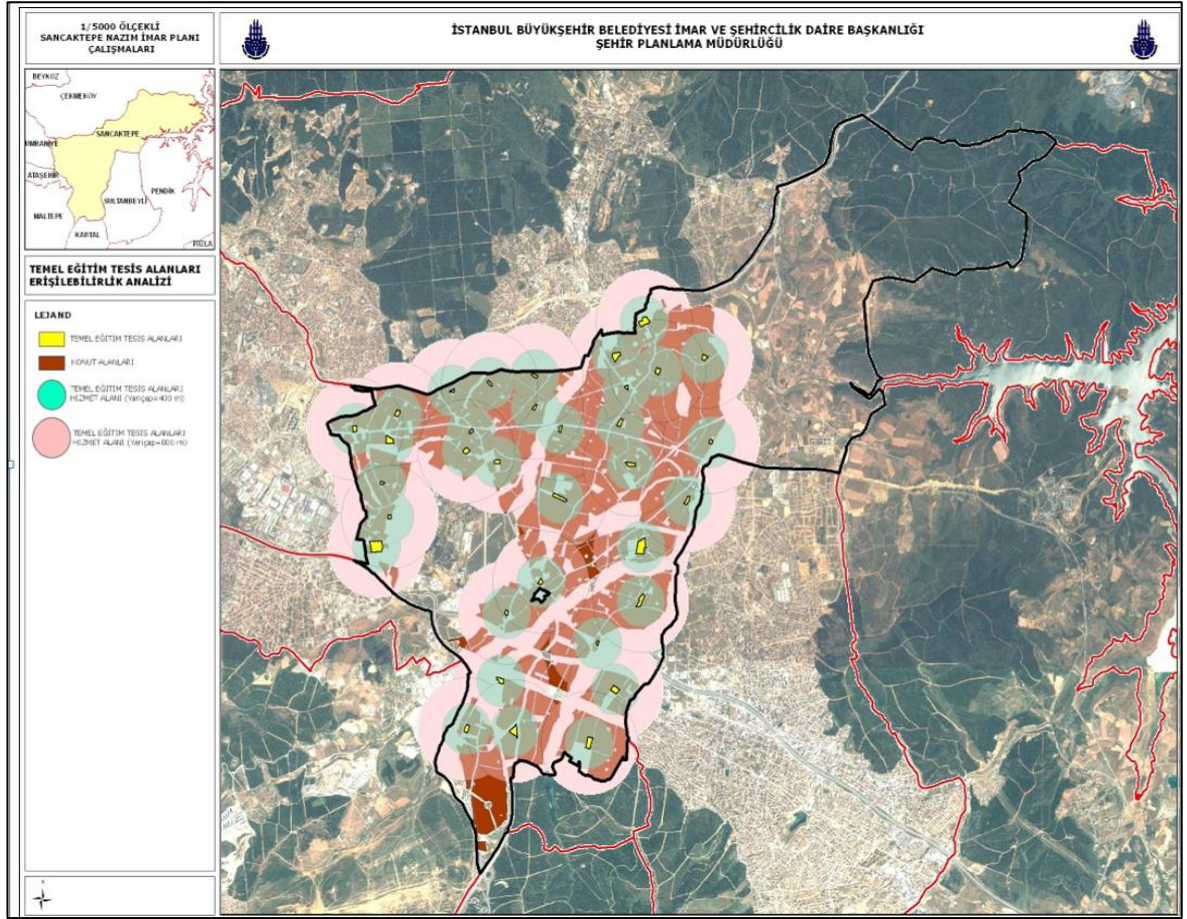 1/5000 ÖLÇEKLİ
SANCAKTEPE NAZIM İMAR PLANI
ÇALIŞMALARI
İSTANBUL BÜYÜKŞEHİR BELEDİYESİ İMAR VE ŞEHİRCİLİK DAİRE BAŞKANLIĞI
ŞEHİR PLANLAMA MÜDÜRLÜĞÜ
BEYKOZ
ÇEKMEKÖY
SANCAKTEPE
ÜMRANİYE
ATAŞEHİR
PENDİK
SULTANBEYLİ
MALTEPE
KARTAL
TUZLA
TEMEL EĞİTİM TESİS ALANLARI
ERİŞİLEBİLİRLİK ANALİZİ
LEJAND
TEMEL EĞİTİM TESİS ALANLARI
KONUT ALANLARI
TEMEL EĞİTİM TESİS ALANLARI
HİZMET ALANI (Yarıçap=400 m)
TEMEL EĞİTİM TESİS ALANLARI
HİZMET ALANI (Yarıçap=800 m)